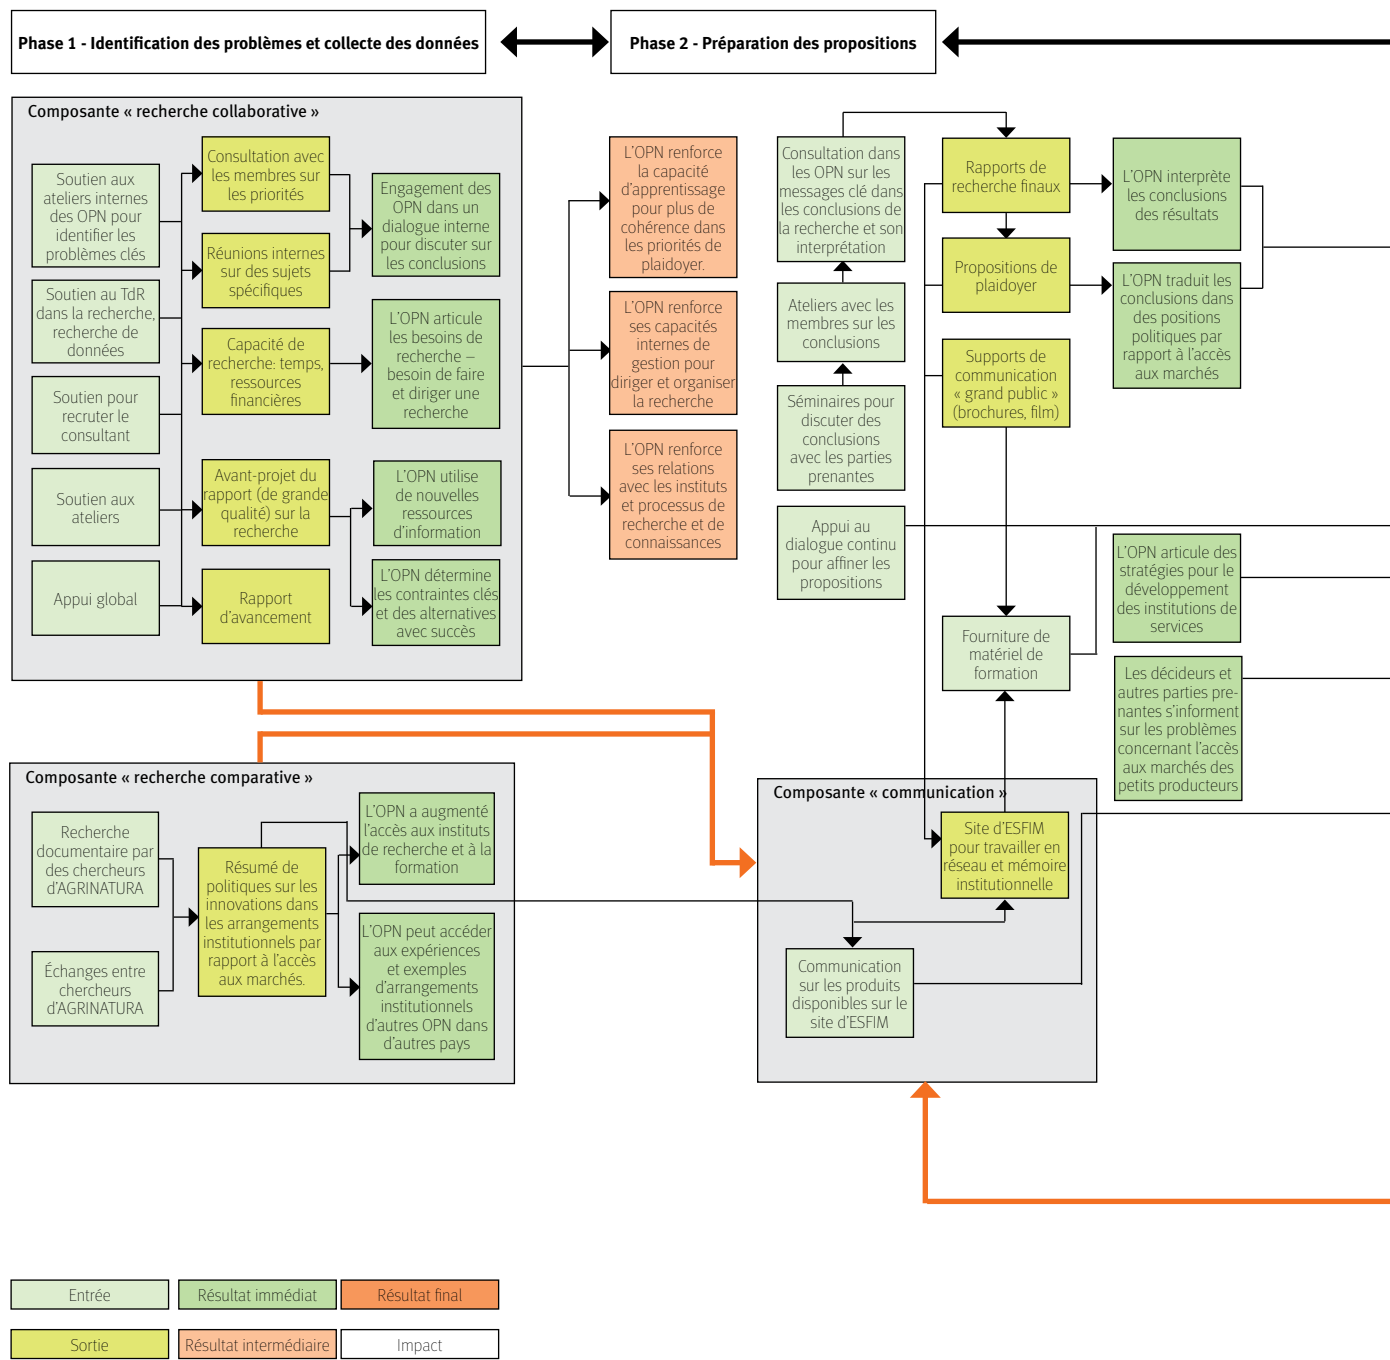 Phase 1 - Identification des problèmes et collecte des données
Phase 2 - Préparation des propositions
Composante « recherche collaborative »
Soutien aux
ateliers internes
des OPN pour
identifier les
problèmes clés
Soutien au TdR
dans la recherche,
recherche de
données
Soutien pour
recruter le
consultant
Soutien aux
ateliers
Appui global
Consultation avec
les membres sur
les priorités
Réunions internes
sur des sujets
spécifiques
Capacité de
recherche: temps,
ressources
financières
Avant-projet du
rapport (de grande
qualité) sur la
recherche
Rapport
d’avancement
Engagement des
OPN dans un
dialogue interne
pour discuter sur
les conclusions
L’OPN articule
les besoins de
recherche –
besoin de faire
et diriger une
recherche
L’OPN utilise
de nouvelles
ressources
d’information
L’OPN détermine
les contraintes clés
et des alternatives
avec succès
L’OPN renforce
la capacité
d’apprentissage
pour plus de
cohérence dans
les priorités de
plaidoyer.
L’OPN renforce
ses capacités
internes de
gestion pour
diriger et organiser
la recherche
L’OPN renforce
ses relations
avec les instituts
et processus de
recherche et de
connaissances
Consultation dans
les OPN sur les
messages clé dans
les conclusions de
la recherche et son
interprétation
Ateliers avec les
membres sur les
conclusions
Séminaires pour
discuter des
conclusions
avec les parties
prenantes
Appui au
dialogue continu
pour affiner les
propositions
Rapports de
recherche finaux
Propositions de
plaidoyer
Supports de
communication
« grand public »
(brochures, film)
Fourniture de
matériel de
formation
L’OPN interprète
les conclusions
des résultats
L’OPN traduit les
conclusions dans
des positions
politiques par
rapport à l’accès
aux marchés
L’OPN articule des
stratégies pour le
développement
des institutions de
services
Les décideurs et
autres parties pre-
nantes s’informent
sur les problèmes
concernant l’accès
aux marchés des
petits producteurs
Composante « recherche comparative »
Recherche
documentaire par
des chercheurs
d’AGRINATURA
Échanges entre
chercheurs
d’AGRINATURA
Résumé de
politiques sur les
innovations dans
les arrangements
institutionnels par
rapport à l’accès
aux marchés.
L’OPN a augmenté
l’accès aux instituts
de recherche et à la
formation
L’OPN peut accéder
aux expériences
et exemples
d’arrangements
institutionnels
d’autres OPN dans
d’autres pays
Composante « communication »
Site d’ESFIM
pour travailler en
réseau et mémoire
institutionnelle
Communication
sur les produits
disponibles sur le
site d’ESFIM
Entrée
Résultat immédiat
Résultat final
Sortie
Résultat intermédiaire
Impact